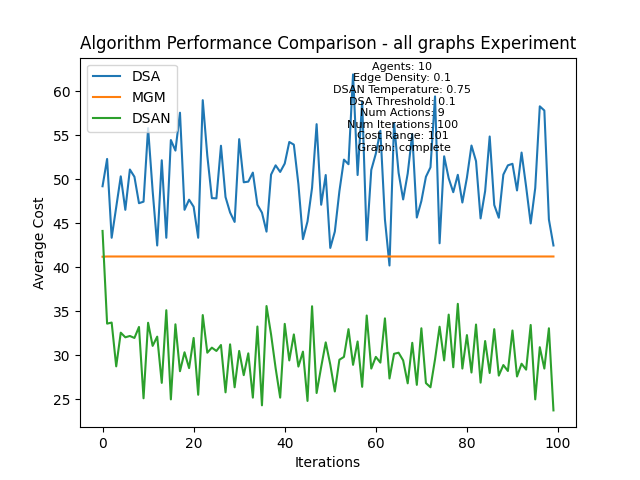 Algorithm Performance Comparison - all graphs Experiment
DSA
MGM
DSAN
Agents: 10
Edge Density: 0.1
DSAN Temperature: 0.75
DSA Threshold: 0.1
Num Actions: 9
Num Iterations: 100
Cost Range: 101
Graph: complete
Average Cost
60
55
50
45
40
35
30
25
0
20
40
60
80
100
Iterations